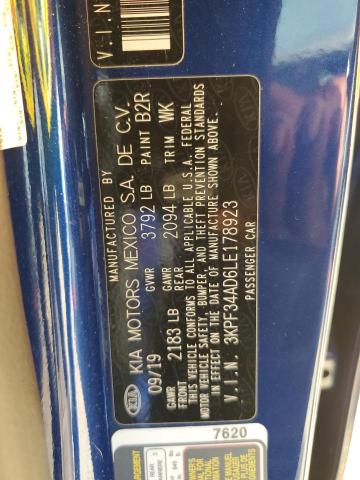 V.I.N
KIA
MANUFACTURED BY
KIA MOTORS MEXICO S.A. DE C.V.
09/19 GVWR 3792 LB PAINT B2R
GAWR FRONT 2183 LB GAWR REAR 2094 LB TRIM WK
THIS VEHICLE CONFORMS TO ALL APPLICABLE U.S.A. FEDERAL
MOTOR VEHICLE SAFETY, BUMPER, AND THEFT PREVENTION STANDARDS
IN EFFECT ON THE DATE OF MANUFACTURE SHOWN ABOVE.
V.I.N. 3KPF34AD6LE178923
PASSENGER CAR
7620
REAR